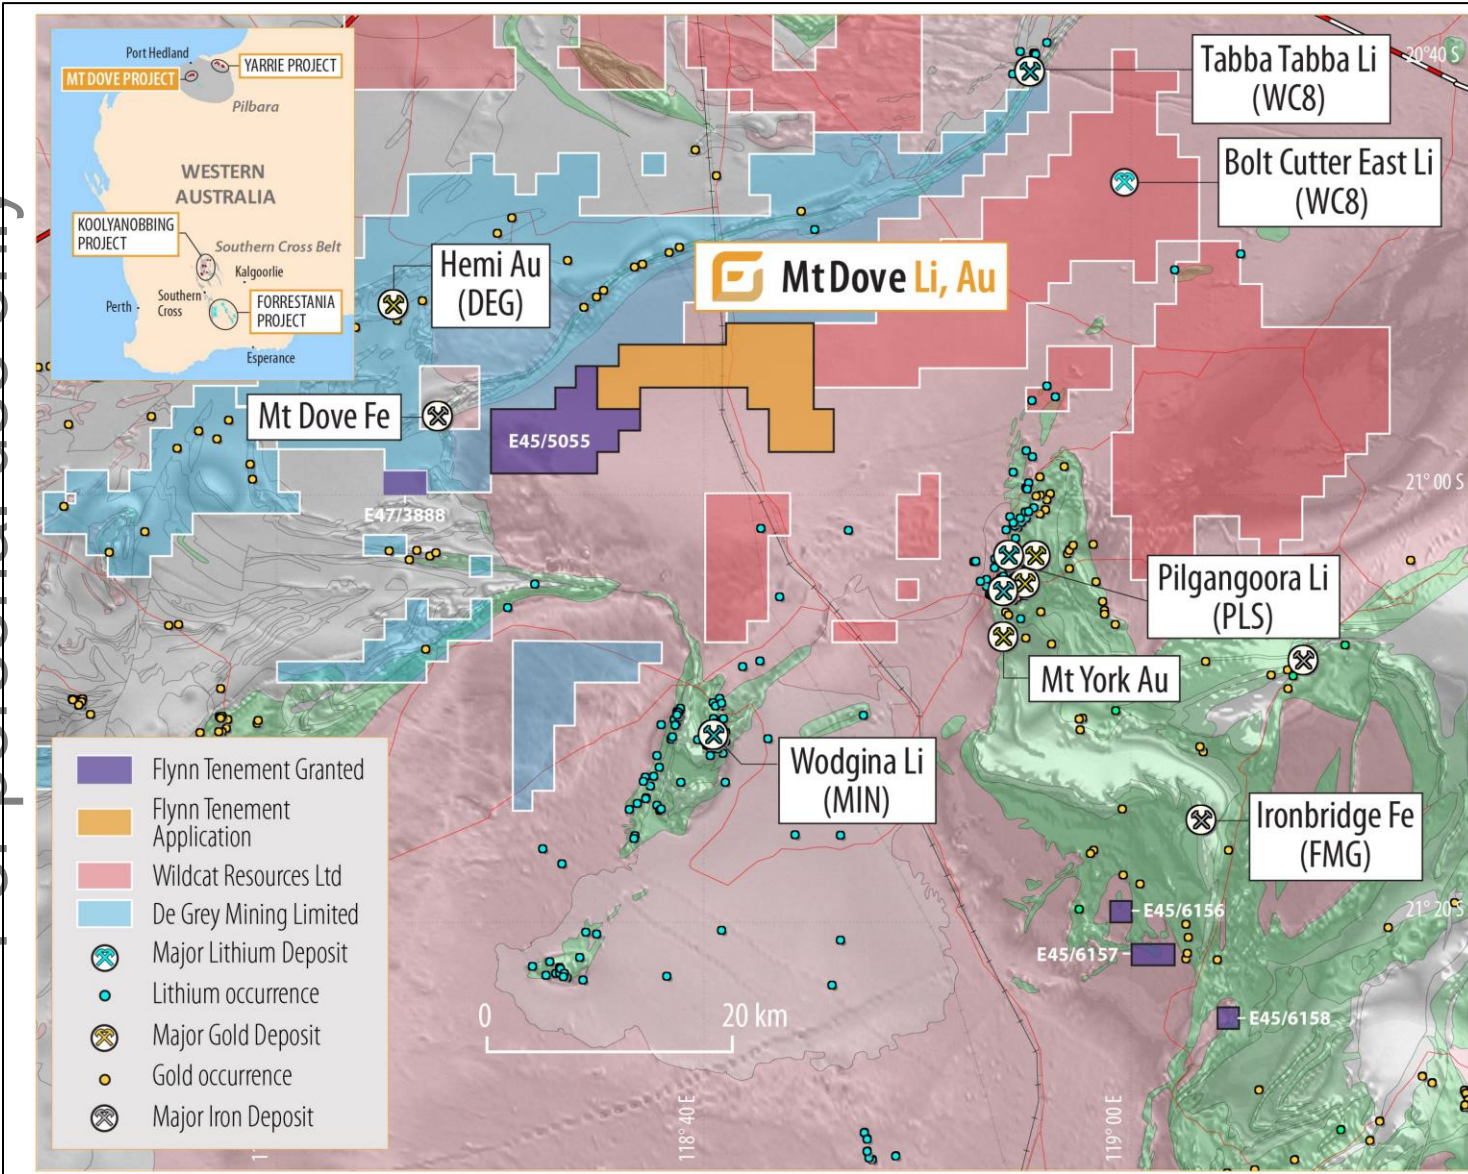 Port Hedland
YARRIE PROJECT
MT DOVE PROJECT
Pilbara
WESTERN
AUSTRALIA
KOOLYANOBBING
PROJECT
Southern Cross Belt
Kalgoorlie
Southern
Cross
Perth
FORRESTANIA
PROJECT
Esperance
Tabba Tabba Li
(WC8)
20°40 S
Bolt Cutter East Li
(WC8)
Hemi Au
(DEG)
Mt Dove Li, Au
Mt Dove Fe
E45/5055
21° 00 S
E47/3888
Pilgangoora Li
(PLS)
Mt York Au
Wodgina Li
(MIN)
Ironbridge Fe
(FMG)
E45/6156
21° 20 S
E45/6157
E45/6158
Flynn Tenement Granted
Flynn Tenement
Application
Wildcat Resources Ltd
De Grey Mining Limited
Major Lithium Deposit
Lithium occurrence
Major Gold Deposit
Gold occurrence
Major Iron Deposit
0 20 km
118° 40 E
119° 00 E